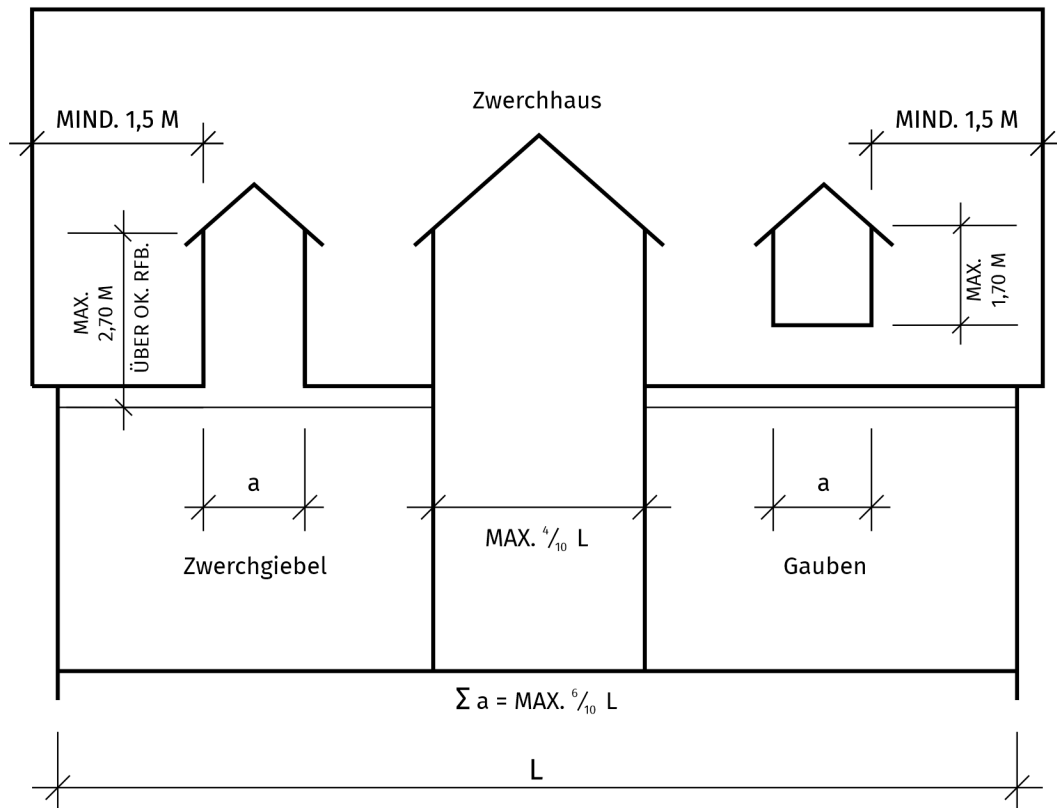 Zwerchhaus
MIND. 1,5 M
MIND. 1,5 M
MAX.
2,70 M
ÜBER OK. RFB.
MAX.
1,70 M
a
a
MAX. 4/10 L
Zwerchgiebel
Gauben
Σ a = MAX. 6/10 L
L